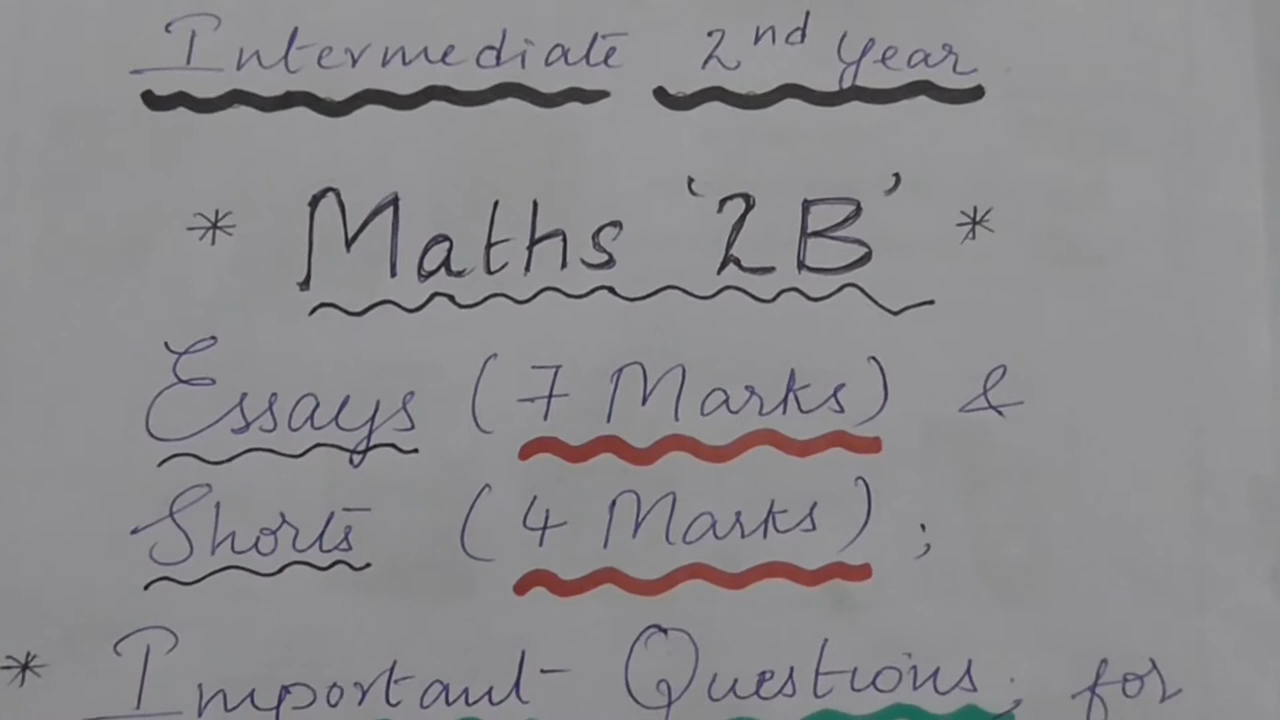 Intermediate 2nd Year
* Maths '2B' *
Essays (7 Marks) &
Shorts (4 Marks) ;
* Important Questions; for